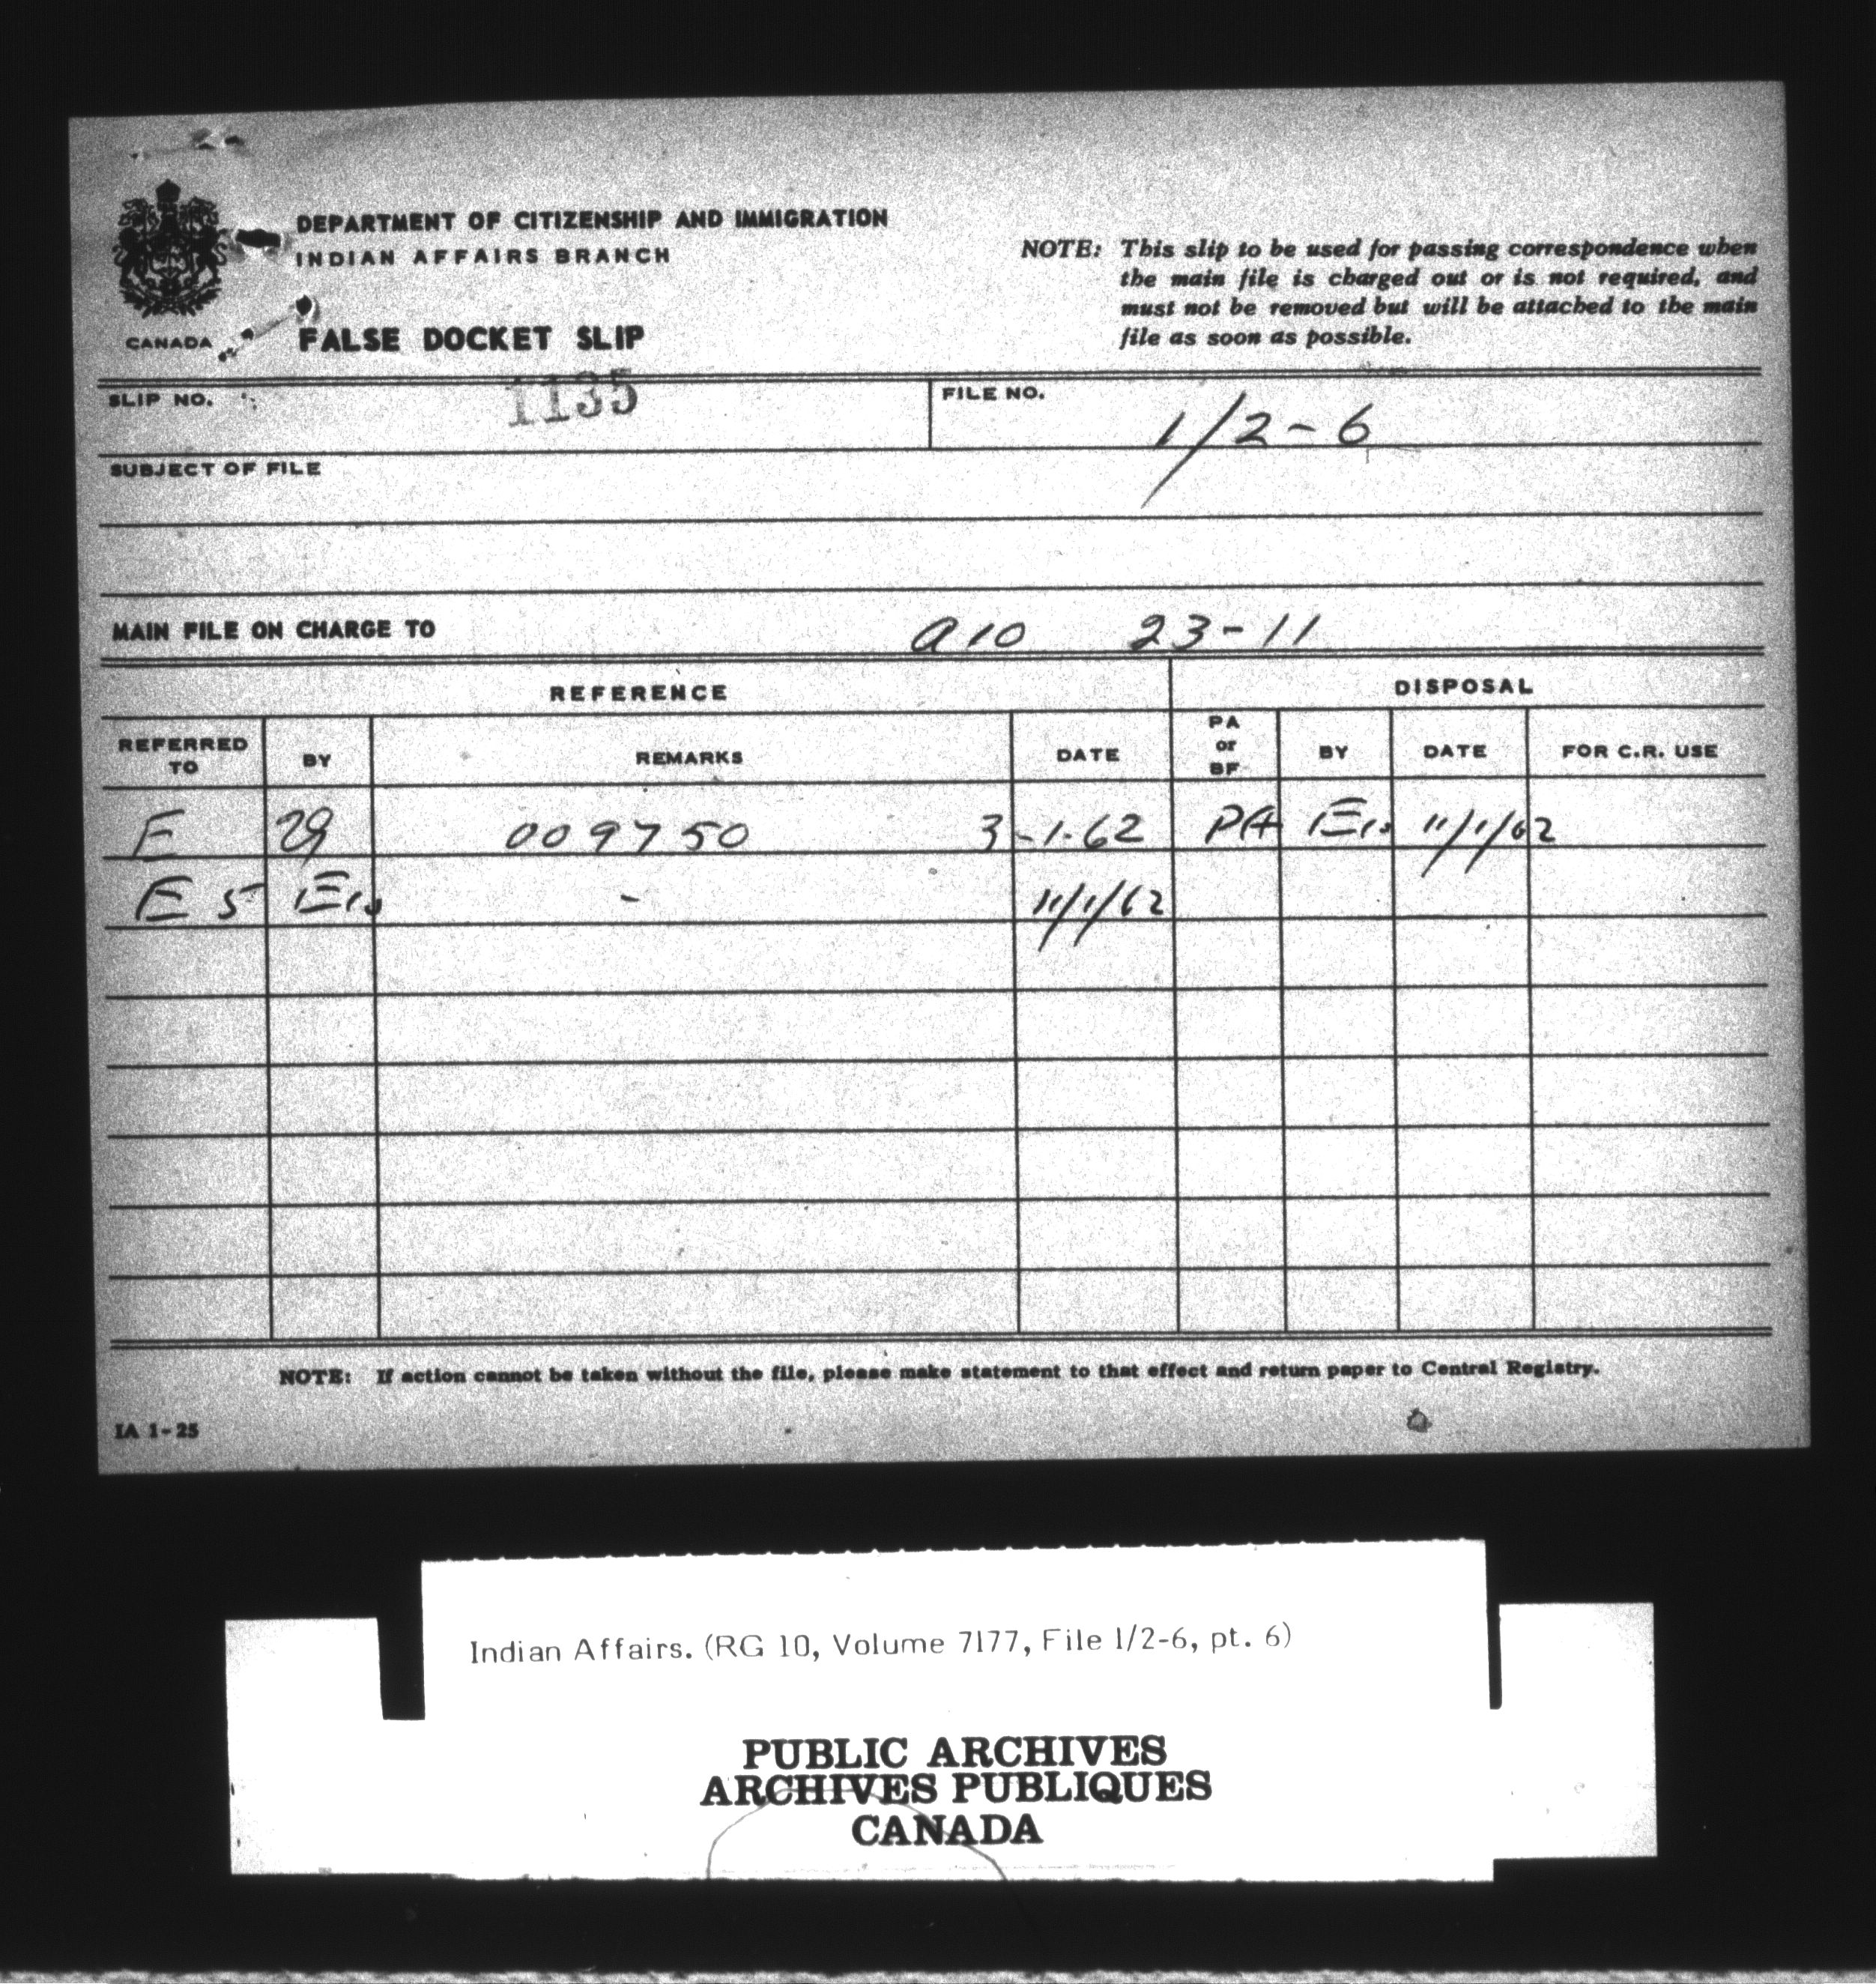 DEPARTMENT OF CITIZENSHIP AND IMMIGRATION
INDIAN AFFAIRS BRANCH
CANADA
FALSE DOCKET SLIP
NOTE: This slip to be used for passing correspondence when
the main file is charged out or is not required, and
must not be removed but will be attached to the main
file as soon as possible.
SLIP NO. 1135
FILE NO. 1/2-6
SUBJECT OF FILE
MAIN FILE ON CHARGE TO a10 23-11
REFERENCE DISPOSAL
REFERRED TO BY REMARKS DATE PA or BF BY DATE FOR C.R. USE
E 29 009750 3-1-62 PA 11/1/62
E5 - 11/1/62
NOTE: If action cannot be taken without the file, please make statement to that effect and return paper to Central Registry.
IA 1-25
Indian Affairs. (RG 10, Volume 7177, File 1/2-6, pt. 6)
PUBLIC ARCHIVES
ARCHIVES PUBLIQUES
CANADA